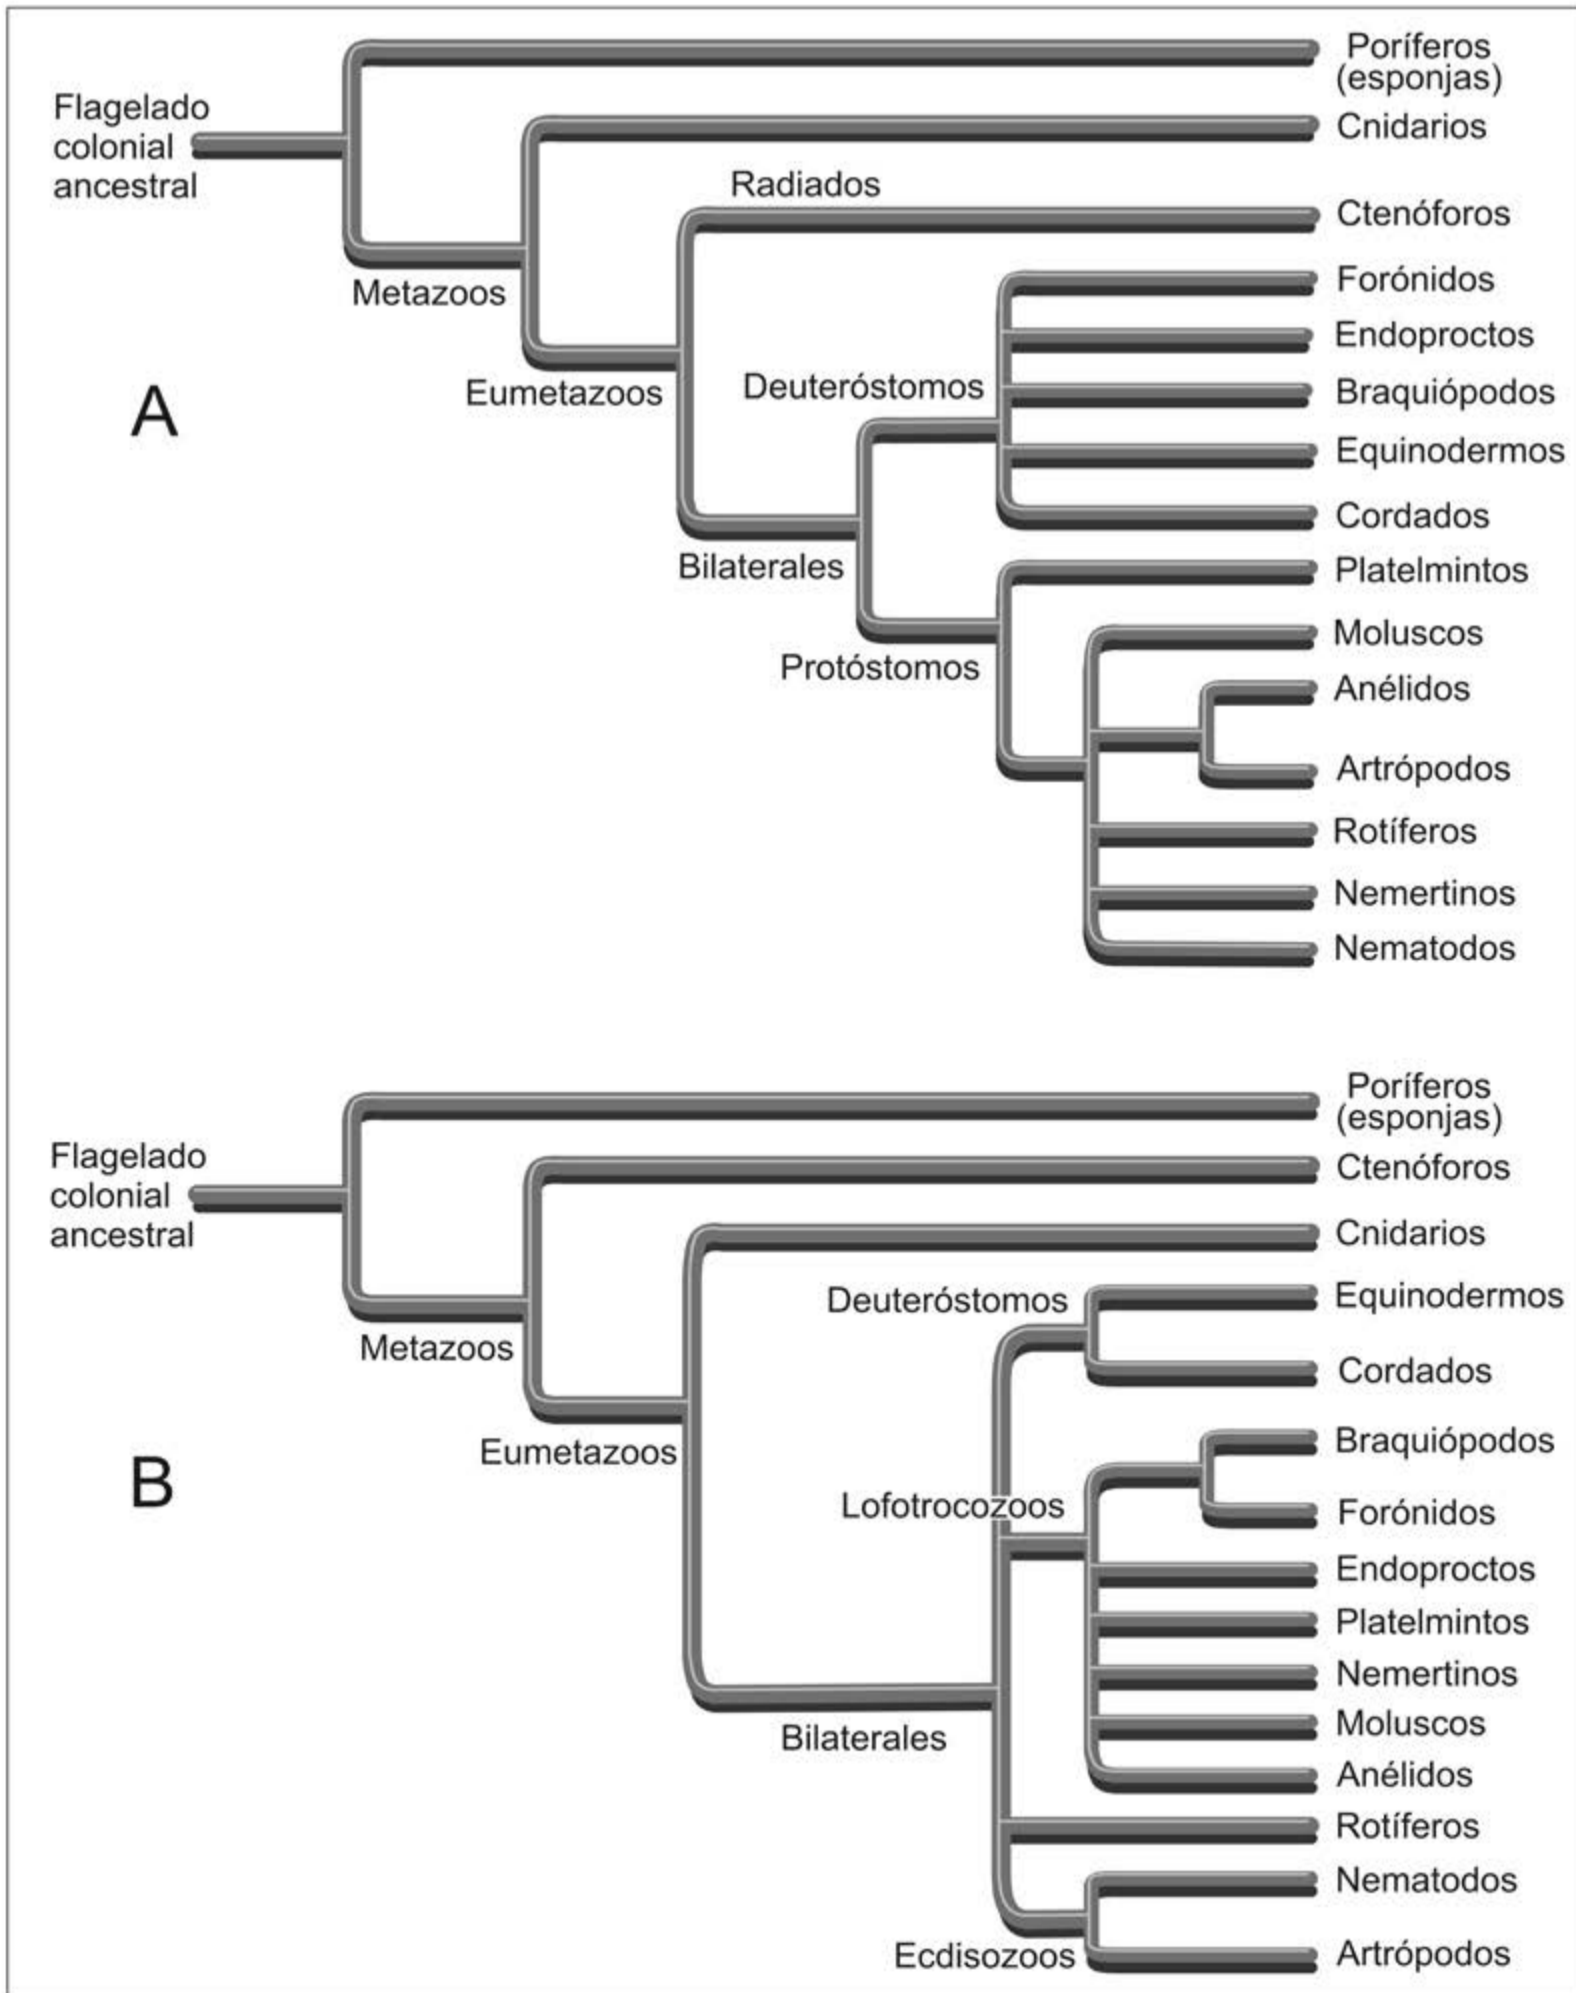 Poríferos
(esponjas)
Flagelado
colonial
ancestral
Cnidarios
Radiados
Ctenóforos
Metazoos
Forónidos
Endoproctos
Eumetazoos
Deuteróstomos
Braquiópodos
A
Equinodermos
Cordados
Bilaterales
Platelmintos
Protóstomos
Moluscos
Anélidos
Artrópodos
Rotíferos
Nemertinos
Nematodos
Poríferos
(esponjas)
Flagelado
colonial
ancestral
Ctenóforos
Cnidarios
Deuteróstomos
Equinodermos
Metazoos
Cordados
Eumetazoos
Braquiópodos
B
Lofotrocozoos
Forónidos
Endoproctos
Platelmintos
Nemertinos
Bilaterales
Moluscos
Anélidos
Rotíferos
Nematodos
Ecdisozoos
Artrópodos